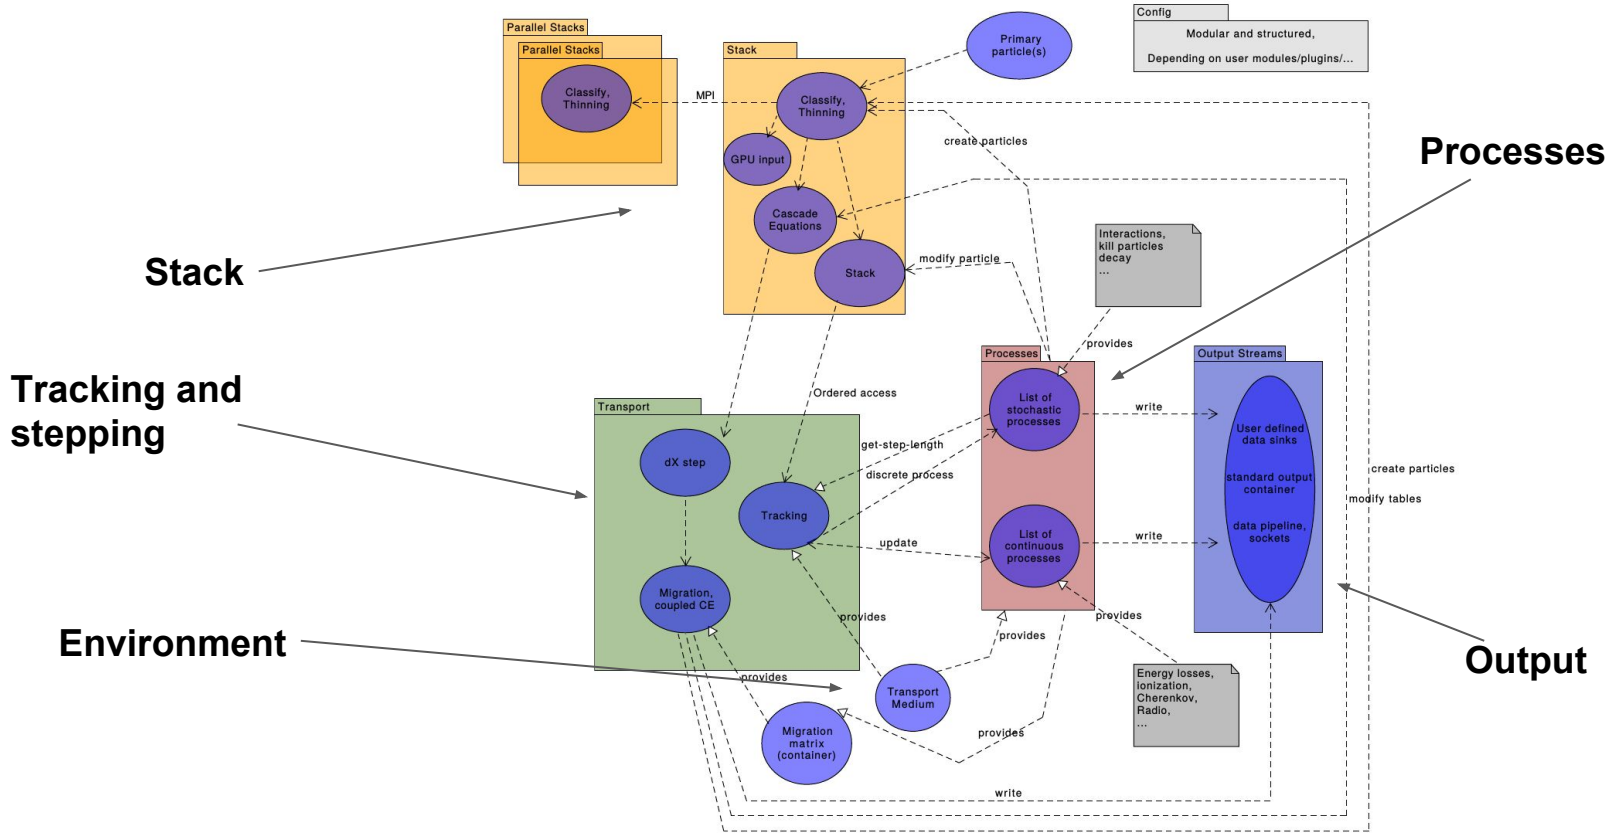 Parallel Stacks
Parallel Stacks
Classify,
Thinning
MPI
Stack
Classify,
Thinning
GPU input
Cascade
Equations
Stack
Primary
particle(s)
Config
Modular and structured,
Depending on user modules/plugins/...
create particles
modify particle
Processes
Interactions,
kill particles
decay
...
provides
Stack
Tracking and
stepping
Environment
Output
Ordered access
Transport
dX step
Tracking
Migration,
coupled CE
get-step-length
discrete process
update
Processes
List of
stochastic
processes
List of
continuous
processes
write
write
Output Streams
User defined
data sinks
standard output
container
data pipeline,
sockets
create particles
modify tables
provides
provides
provides
provides
provides
Transport
Medium
Migration
matrix
(container)
Energy losses,
ionization,
Cherenkov,
Radio,
...
write